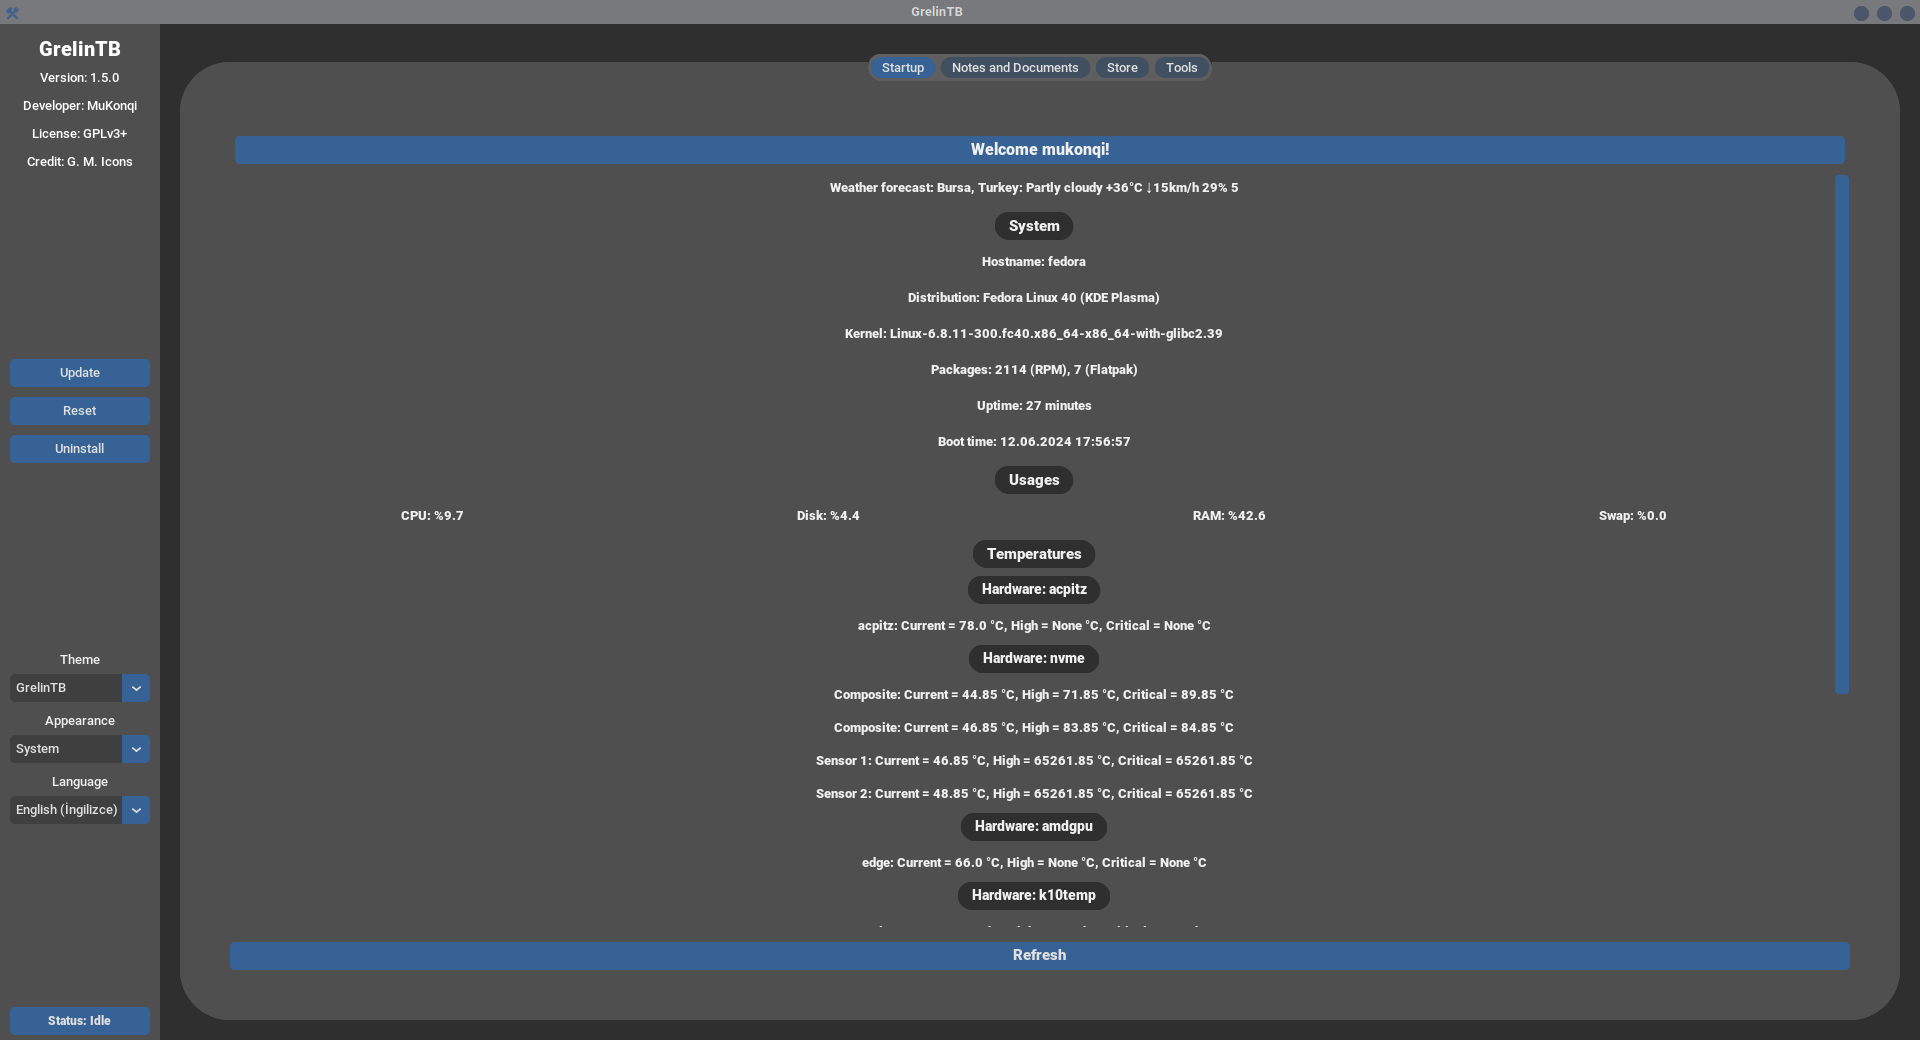 GrelinTB
GrelinTB
Version: 1.5.0
Developer: MuKonqi
License: GPLv3+
Credit: G. M. Icons
Update
Reset
Uninstall
Theme
GrelinTB
Appearance
System
Language
English (İngilizce)
Status: Idle
Startup Notes and Documents Store Tools
Welcome mukonqi!
Weather forecast: Bursa, Turkey: Partly cloudy +36°C ↓15km/h 29% 5
System
Hostname: fedora
Distribution: Fedora Linux 40 (KDE Plasma)
Kernel: Linux-6.8.11-300.fc40.x86_64-x86_64-with-glibc2.39
Packages: 2114 (RPM), 7 (Flatpak)
Uptime: 27 minutes
Boot time: 12.06.2024 17:56:57
Usages
CPU: %9.7 Disk: %4.4 RAM: %42.6 Swap: %0.0
Temperatures
Hardware: acpitz
acpitz: Current = 78.0 °C, High = None °C, Critical = None °C
Hardware: nvme
Composite: Current = 44.85 °C, High = 71.85 °C, Critical = 89.85 °C
Composite: Current = 46.85 °C, High = 83.85 °C, Critical = 84.85 °C
Sensor 1: Current = 46.85 °C, High = 65261.85 °C, Critical = 65261.85 °C
Sensor 2: Current = 48.85 °C, High = 65261.85 °C, Critical = 65261.85 °C
Hardware: amdgpu
edge: Current = 66.0 °C, High = None °C, Critical = None °C
Hardware: k10temp
Refresh